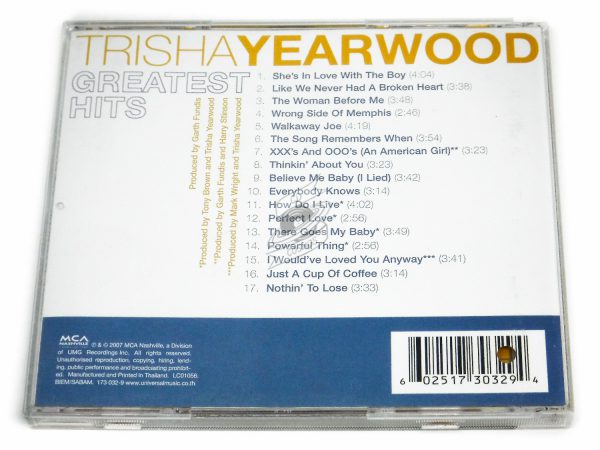 TRISHAYEARWOOD
GREATEST
HITS
1. She's In Love With The Boy (4:04)
2. Like We Never Had A Broken Heart (3:38)
3. The Woman Before Me (3:48)
4. Wrong Side Of Memphis (2:46)
5. Walkaway Joe (4:19)
6. The Song Remembers When (3:54)
7. XXX's And OOO's (An American Girl)** (3:23)
8. Thinkin' About You (3:23)
9. Believe Me Baby (I Lied) (3:42)
10. Everybody Knows (3:14)
11. How Do I Live* (4:02)
12. Perfect Love* (2:56)
13. There Goes My Baby* (3:49)
14. Powerful Thing* (2:56)
15. I Would've Loved You Anyway*** (3:41)
16. Just A Cup Of Coffee (3:14)
17. Nothin' To Lose (3:33)
Produced by Garth Fundis
*Produced by Tony Brown and Trisha Yearwood
**Produced by Garth Fundis and Harry Stinson
***Produced by Mark Wright and Trisha Yearwood
MCA
NASHVILLE
℗ & © 2007 MCA Nashville, a Division
of UMG Recordings Inc. All rights reserved.
Unauthorised reproduction, copying, hiring, lend-
ing, public performance and broadcasting prohibit-
ed. Manufactured and Printed in Thailand. LC01056.
BIEM/SABAM. 173 032-9 www.universalmusic.co.th
6 02517 30329 4